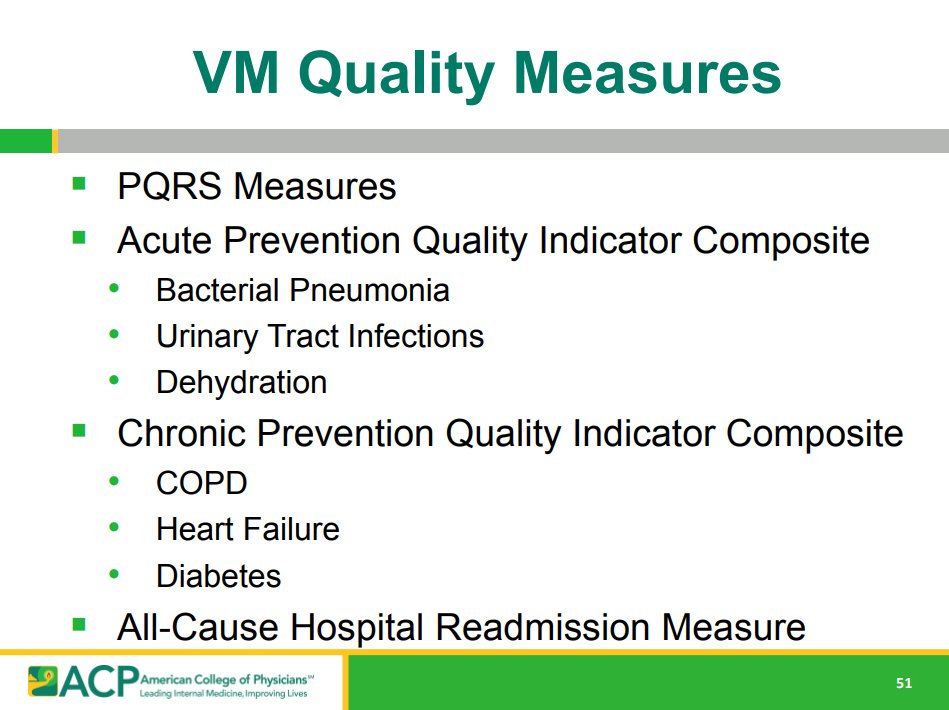 VM Quality Measures
PQRS Measures
Acute Prevention Quality Indicator Composite
Bacterial Pneumonia
Urinary Tract Infections
Dehydration
Chronic Prevention Quality Indicator Composite
COPD
Heart Failure
Diabetes
All-Cause Hospital Readmission Measure
ACP American College of Physicians℠
Leading Internal Medicine, Improving Lives
51